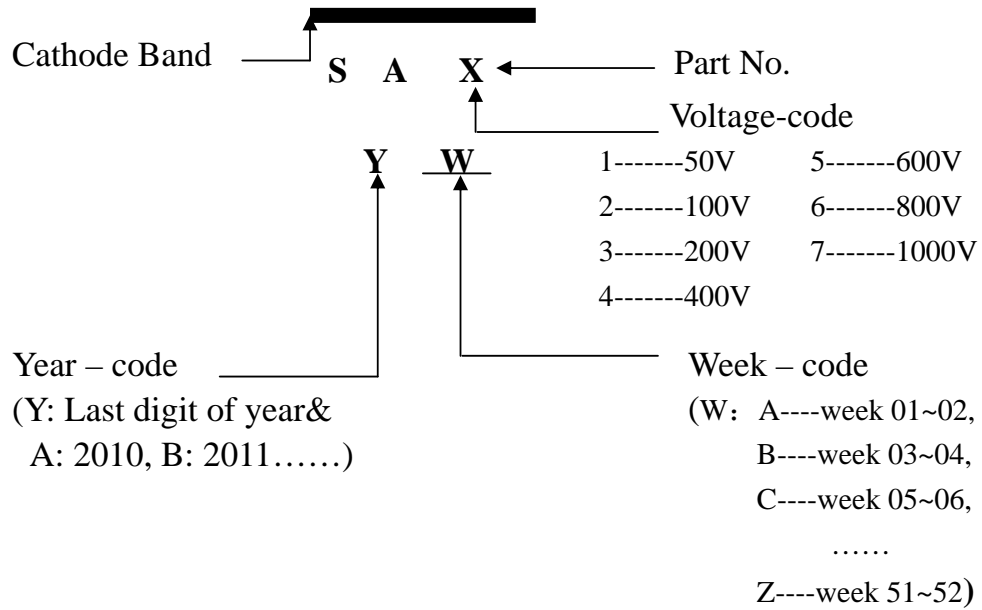 Cathode Band
S A X
Part No.
Voltage-code
Y W
1-------50V 5-------600V
2-------100V 6-------800V
3-------200V 7-------1000V
4-------400V
Year – code
(Y: Last digit of year&
A: 2010, B: 2011……)
Week – code
(W：A----week 01~02,
B----week 03~04,
C----week 05~06,
……
Z----week 51~52)